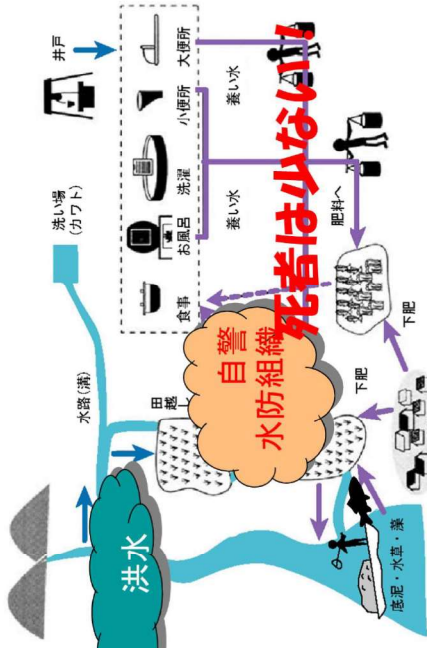 井戸
大便所
小便所
洗濯
お風呂
食事
養い水
養い水
洗い場
(カワト)
水路(溝)
洪水
田越し
自警
水防組織
死者は少ない!
肥料へ
下肥
下肥
底泥・水草・藻